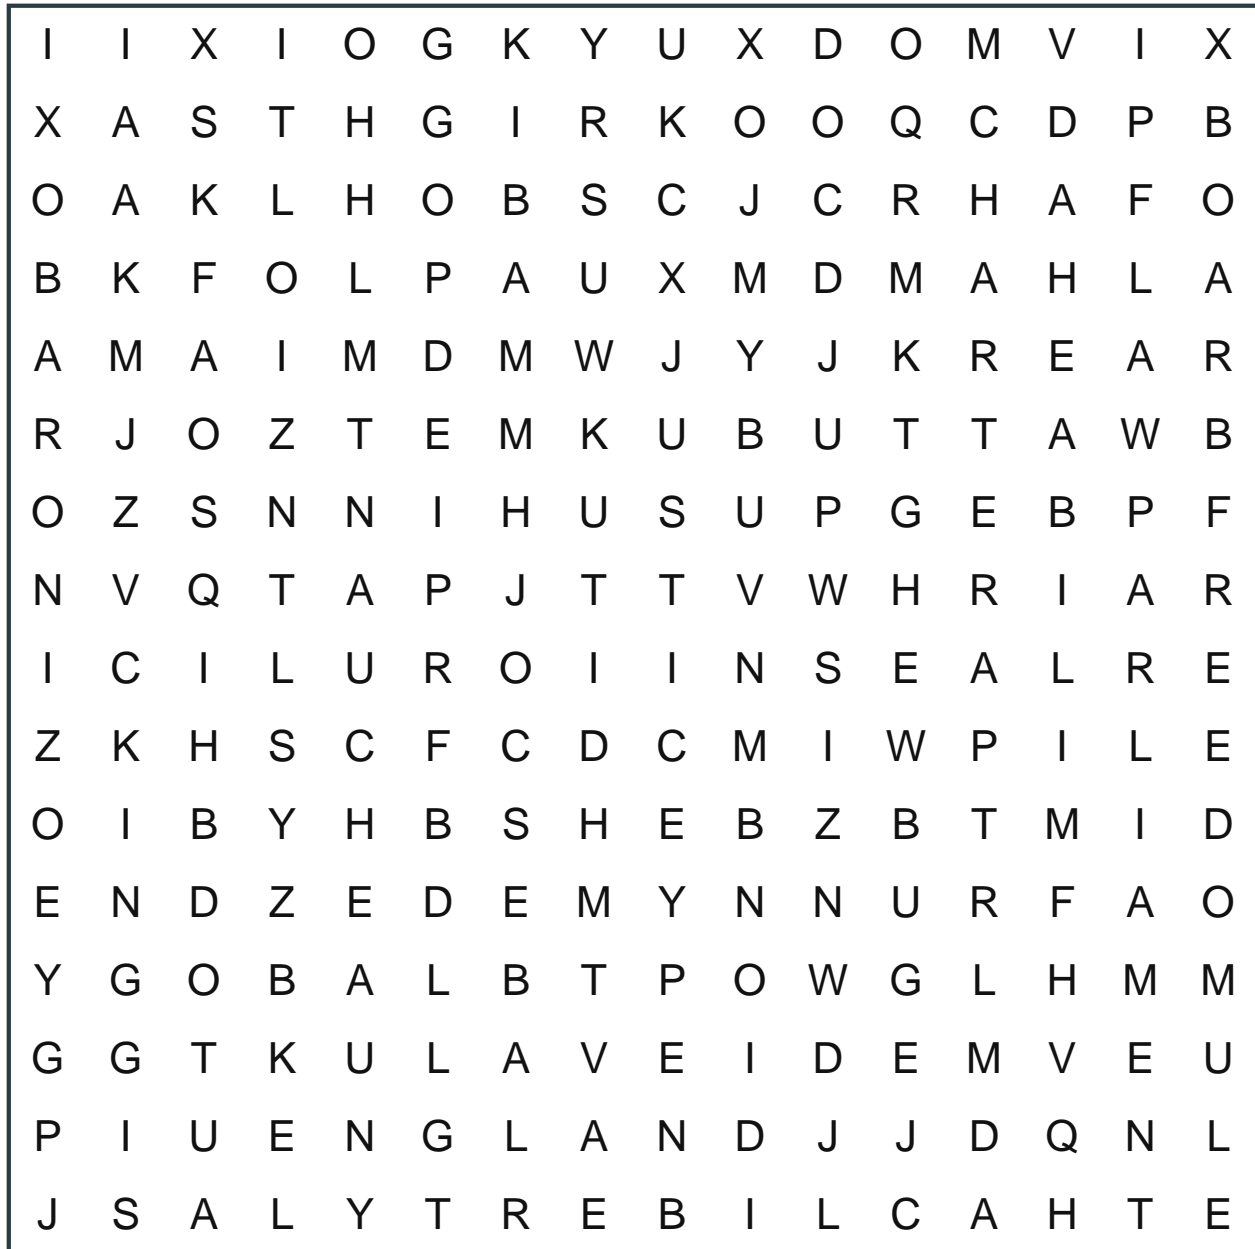 I I X I O G K Y U X D O M V I X
X A S T H G I R K O O Q C D P B
O A K L H O B S C J C R H A F O
B K F O L P A U X M D M A H L A
A M A I M D M W J Y J K R E A R
R J O Z T E M K U B U T T A W B
O Z S N N I H U S U P G E B P F
N V Q T A P J T T V W H R I A R
I C I L U R O I I N S E A L R E
Z K H S C F C D C M I W P I L E
O I B Y H B S H E B Z B T M I D
E N D Z E D E M Y N N U R F A O
Y G O B A L B T P O W G L H M M
G G T K U L A V E I D E M V E U
P I U E N G L A N D J J D Q N L
J S A L Y T R E B I L C A H T E